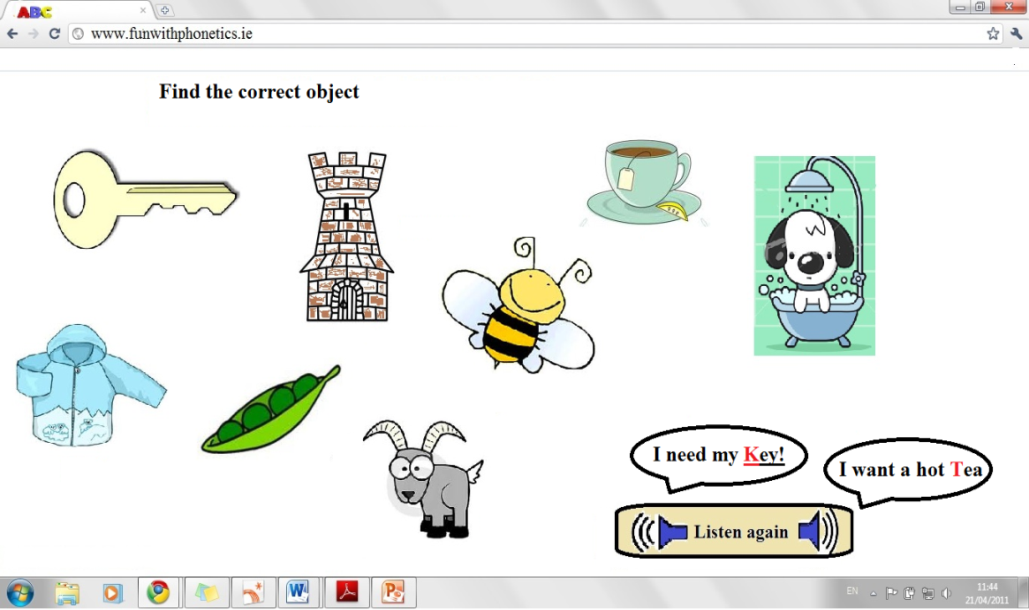 ABC
www.funwithphonetics.ie
Find the correct object
I need my Key!
I want a hot Tea
Listen again
EN
11:44
21/04/2011